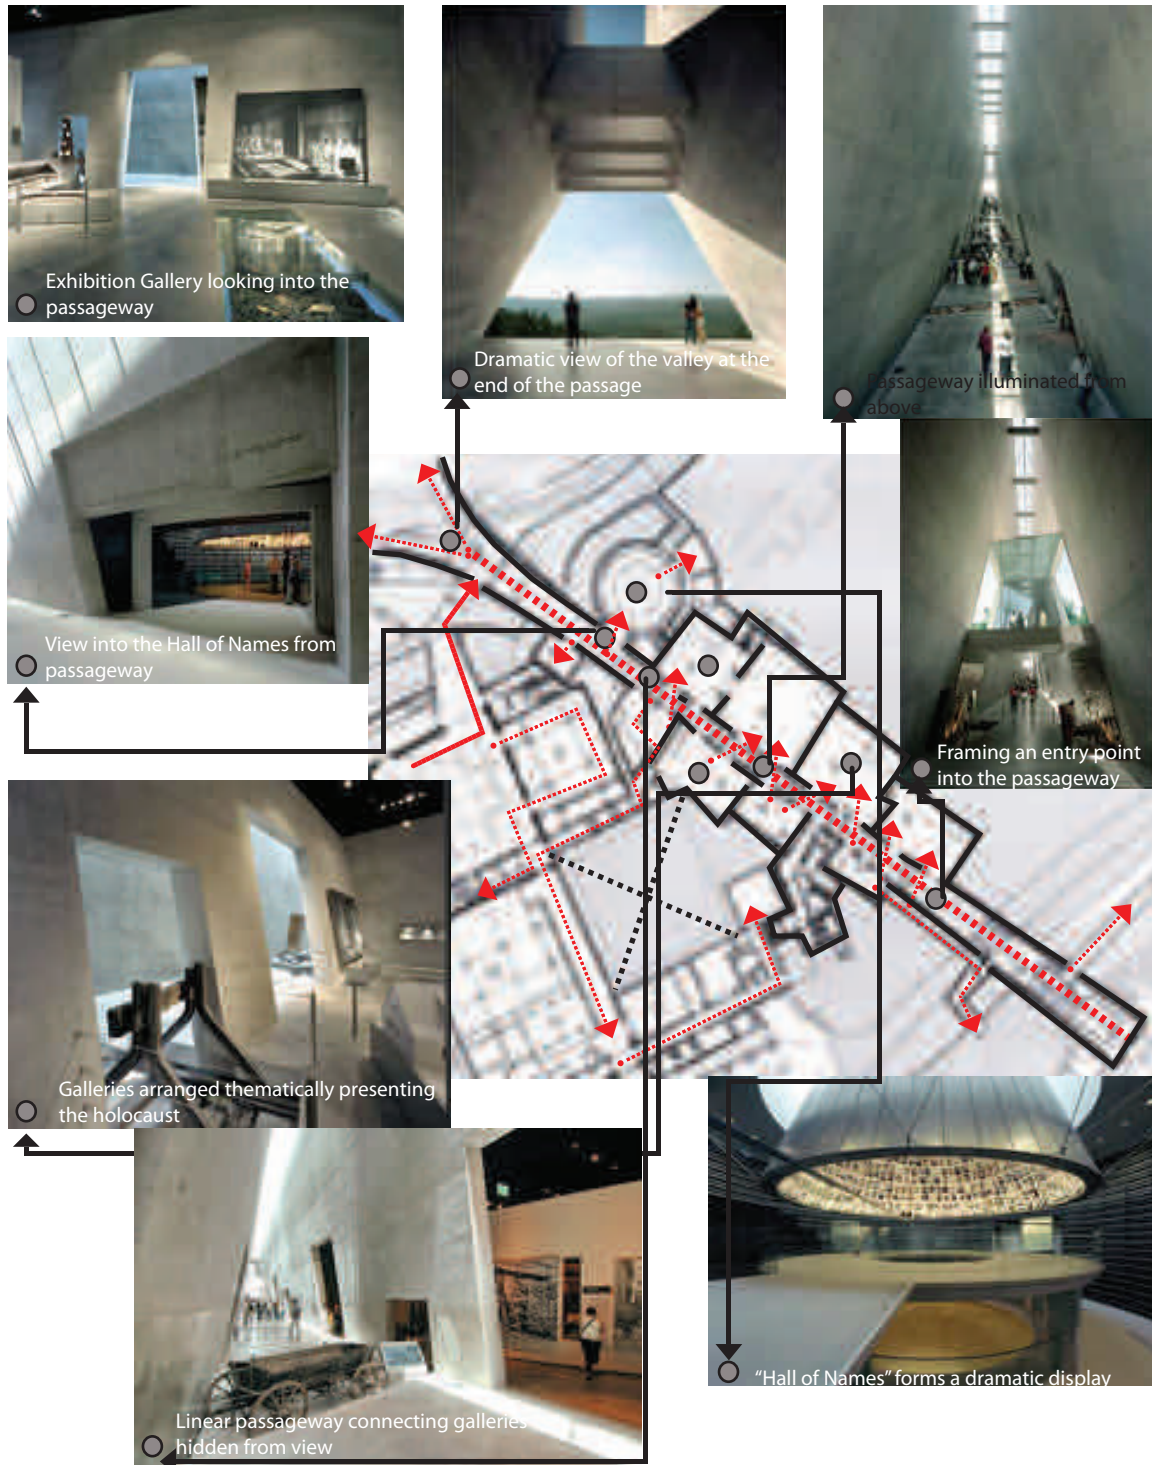 Exhibition Gallery looking into the
passageway
Dramatic view of the valley at the
end of the passage
Passageway illuminated from
above
View into the Hall of Names from
passageway
Framing an entry point
into the passageway
Galleries arranged thematically presenting
the holocaust
Linear passageway connecting galleries
hidden from view
“Hall of Names” forms a dramatic display